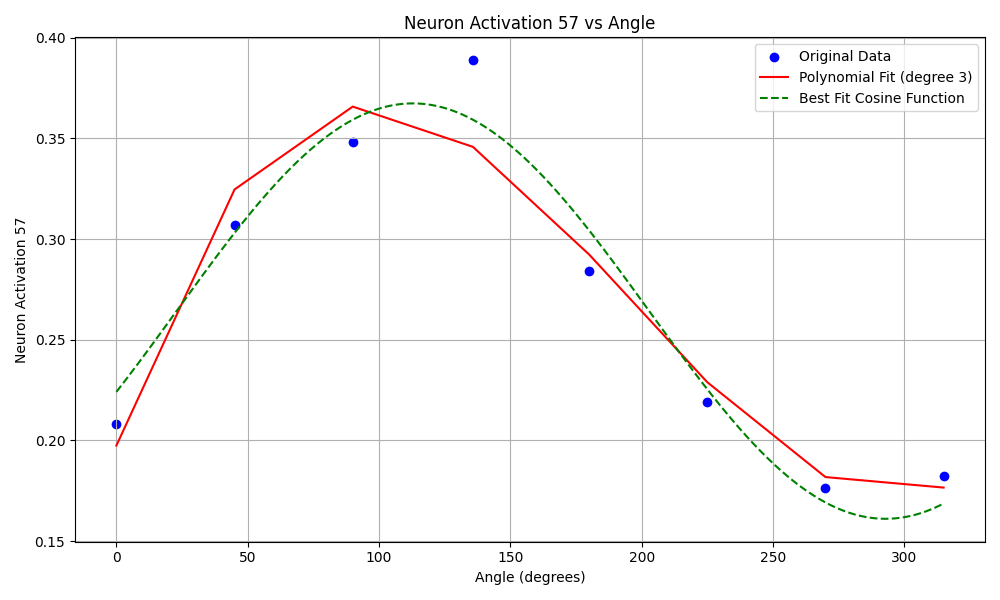 Neuron Activation 57 vs Angle
Original Data
Polynomial Fit (degree 3)
Best Fit Cosine Function
Neuron Activation 57
0.40
0.35
0.30
0.25
0.20
0.15
0
50
100
150
200
250
300
Angle (degrees)